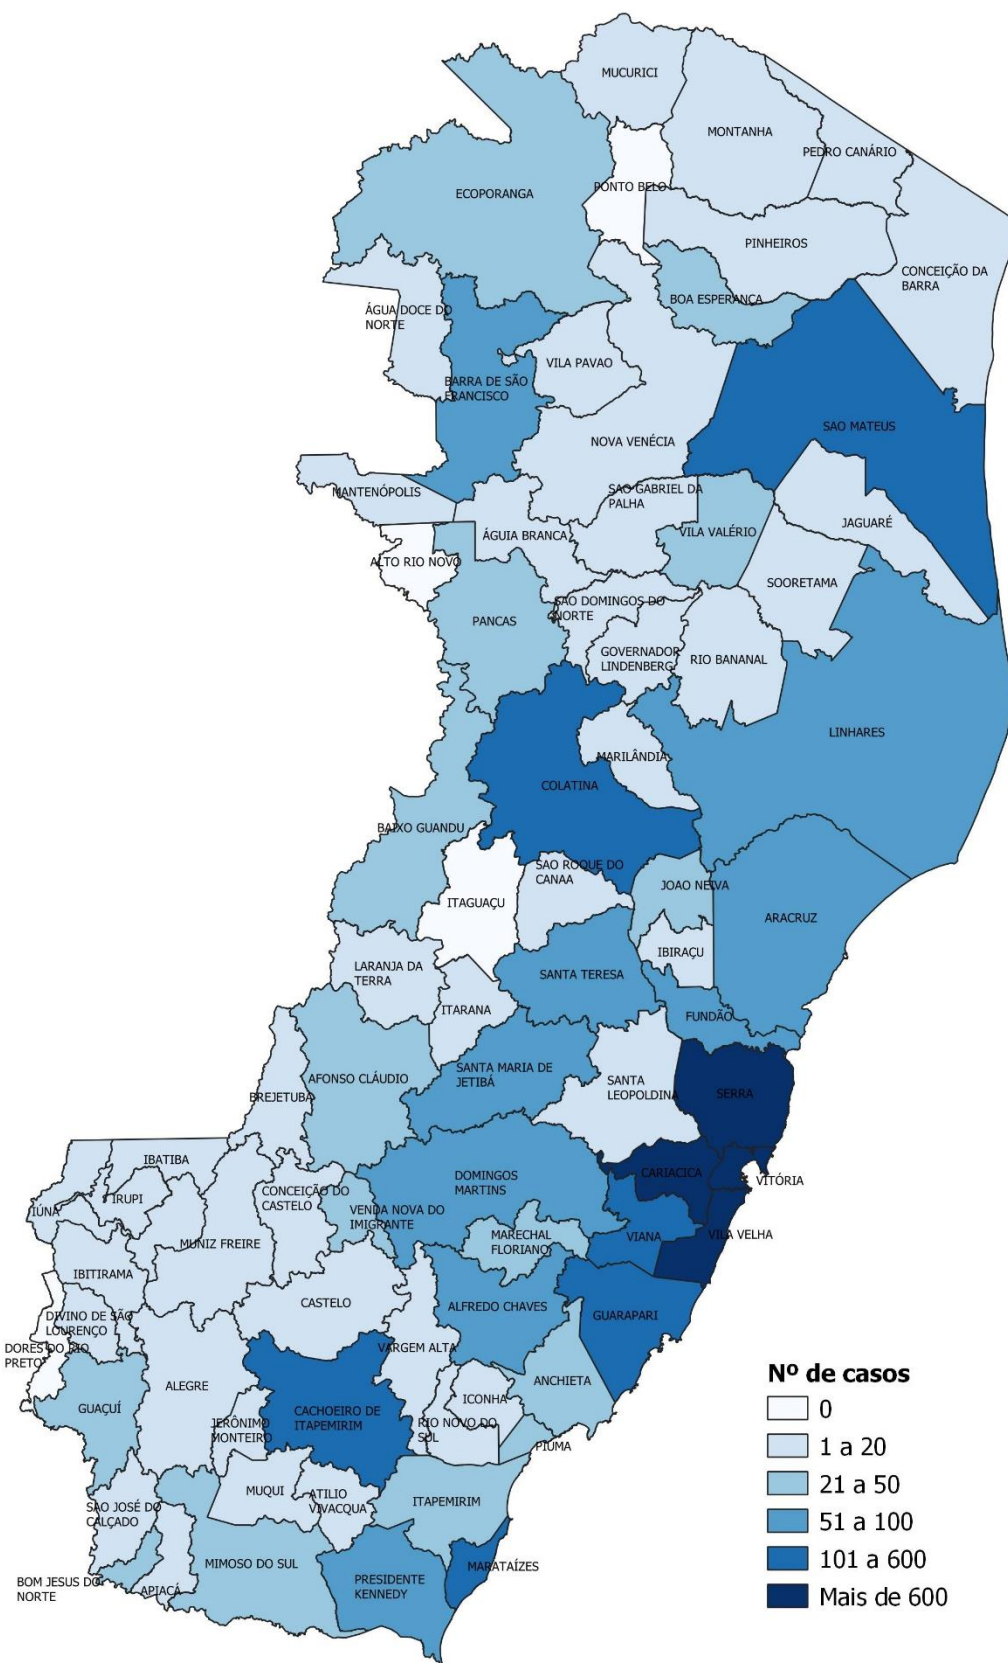 MUCURICI
MONTANHA
PEDRO CANÁRIO
ECOPORANGA
PONTO BELO
PINHEIROS
CONCEIÇÃO DA
BARRA
BOA ESPERANÇA
ÁGUA DOCE DO
NORTE
VILA PAVAO
BARRA DE SÃO
FRANCISCO
SAO MATEUS
NOVA VENÉCIA
MANTENÓPOLIS
SAO GABRIEL DA
PALHA
JAGUARÉ
VILA VALÉRIO
ÁGUIA BRANCA
ALTO RIO NOVO
SOORETAMA
SAO DOMINGOS DO
NORTE
PANCAS
GOVERNADOR
LINDENBERG
RIO BANANAL
LINHARES
MARILÂNDIA
COLATINA
BAIXO GUANDU
SAO ROQUE DO
CANAA
JOAO NEIVA
ITAGUAÇU
ARACRUZ
IBIRAÇU
LARANJA DA
TERRA
SANTA TERESA
ITARANA
FUNDÃO
SANTA MARIA DE
JETIBÁ
AFONSO CLÁUDIO
SANTA
LEOPOLDINA
SERRA
BREJETUBA
IBATIBA
DOMINGOS
MARTINS
CARIACICA
VITÓRIA
IRUPI
CONCEIÇÃO DO
CASTELO
IÚNA
VENDA NOVA DO
IMIGRANTE
MARECHAL
FLORIANO
VIANA
VILA VELHA
MUNIZ FREIRE
IBITIRAMA
CASTELO
ALFREDO CHAVES
GUARAPARI
DIVINO DE SÃO
LOURENÇO
DORES DO RIO
PRETO
VARGEM ALTA
ANCHIETA
ALEGRE
ICONHA
GUAÇUÍ
CACHOEIRO DE
ITAPEMIRIM
JERÔNIMO
MONTEIRO
RIO NOVO DO
SUL
PIUMA
MUQUI
ATILIO
VIVACQUA
ITAPEMIRIM
SAO JOSÉ DO
CALÇADO
MIMOSO DO SUL
MARATAÍZES
BOM JESUS DO
NORTE
APIACÁ
PRESIDENTE
KENNEDY
Nº de casos
0
1 a 20
21 a 50
51 a 100
101 a 600
Mais de 600